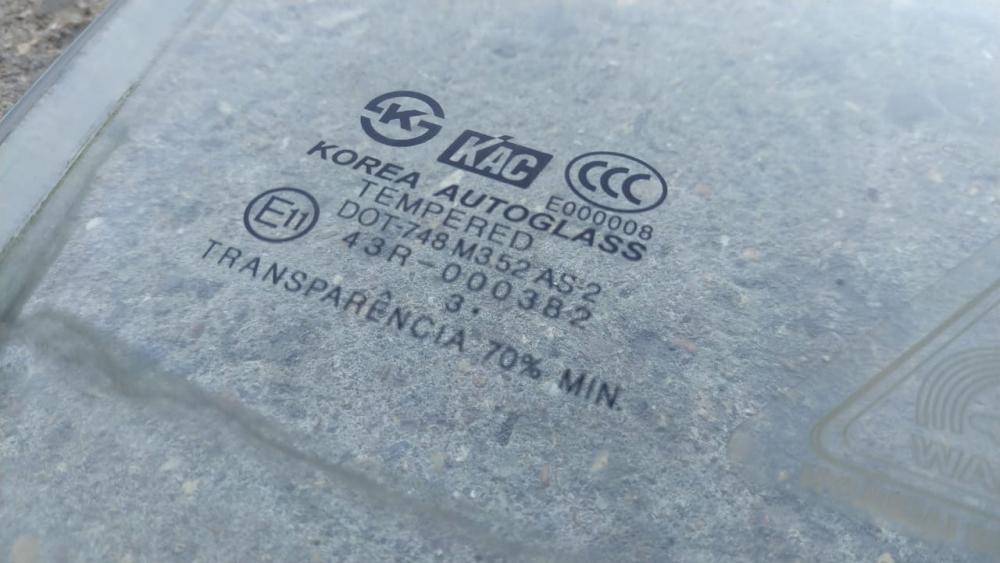 K
KAC
CCC
E000008
KOREA AUTOGLASS
TEMPERED
E11
DOT-748 M352 AS-2
43R-000382
3.
TRANSPARÊNCIA 70% MIN.